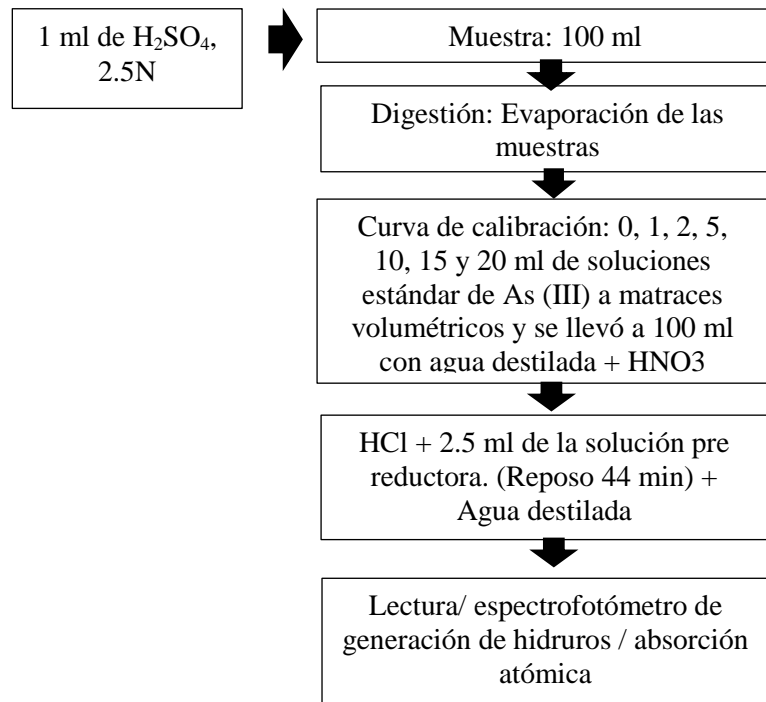 1 ml de H₂SO₄,
2.5N
Muestra: 100 ml
Digestión: Evaporación de las
muestras
Curva de calibración: 0, 1, 2, 5,
10, 15 y 20 ml de soluciones
estándar de As (III) a matraces
volumétricos y se llevó a 100 ml
con agua destilada + HNO3
HCl + 2.5 ml de la solución pre
reductora. (Reposo 44 min) +
Agua destilada
Lectura/ espectrofotómetro de
generación de hidruros / absorción
atómica